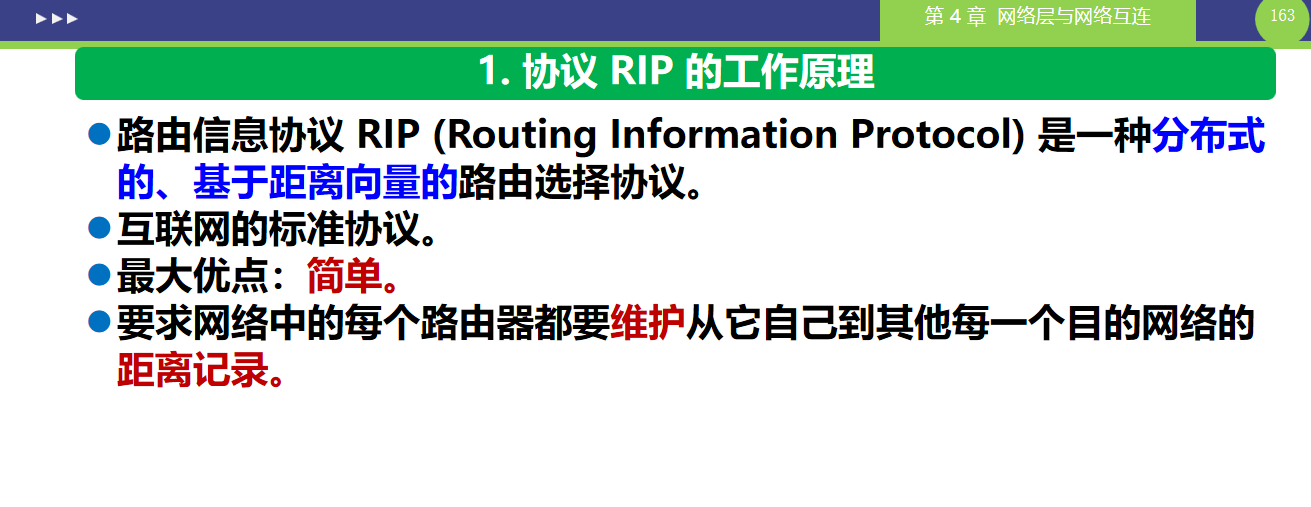 第 4 章 网络层与网络互连
163
1. 协议 RIP 的工作原理
路由信息协议 RIP (Routing Information Protocol) 是一种分布式
的、基于距离向量的路由选择协议。
互联网的标准协议。
最大优点：简单。
要求网络中的每个路由器都要维护从它自己到其他每一个目的网络的
距离记录。